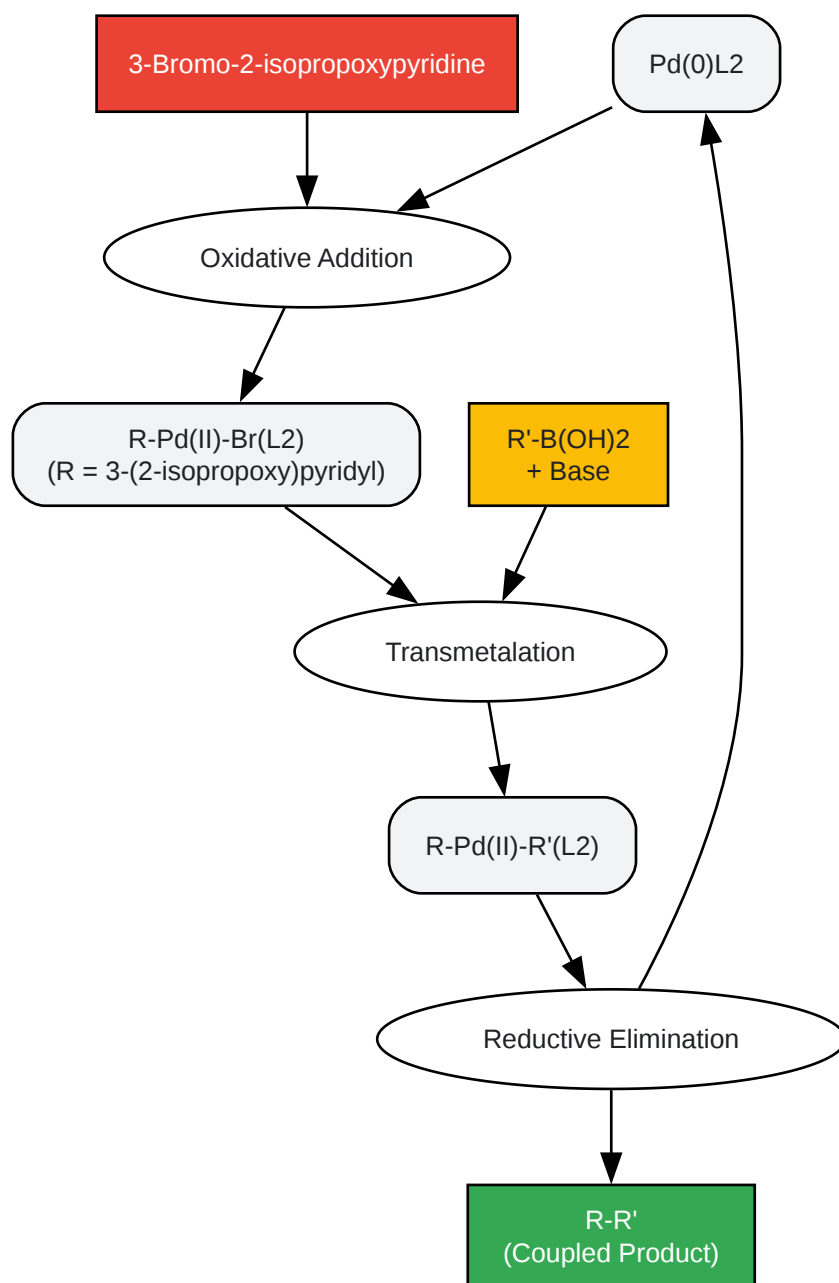 3-Bromo-2-isopropoxypyridine
Pd(0)L2
Oxidative Addition
R-Pd(II)-Br(L2)
(R = 3-(2-isopropoxy)pyridyl)
R'-B(OH)2
+ Base
Transmetalation
R-Pd(II)-R'(L2)
Reductive Elimination
R-R'
(Coupled Product)